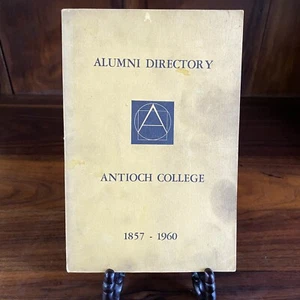 ALUMNI DIRECTORY
A
ANTIOCH COLLEGE
1857 - 1960